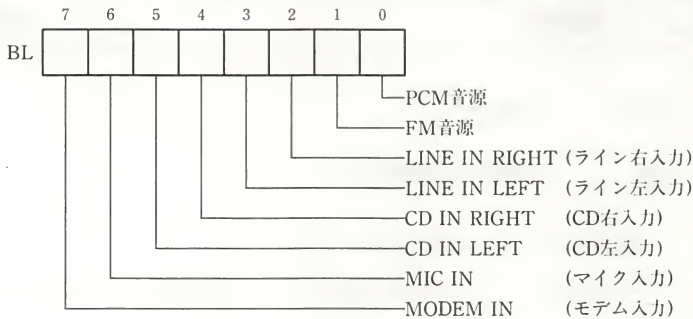 7 6 5 4 3 2 1 0
BL
PCM音源
FM音源
LINE IN RIGHT (ライン右入力)
LINE IN LEFT (ライン左入力)
CD IN RIGHT (CD右入力)
CD IN LEFT (CD左入力)
MIC IN (マイク入力)
MODEM IN (モデム入力)